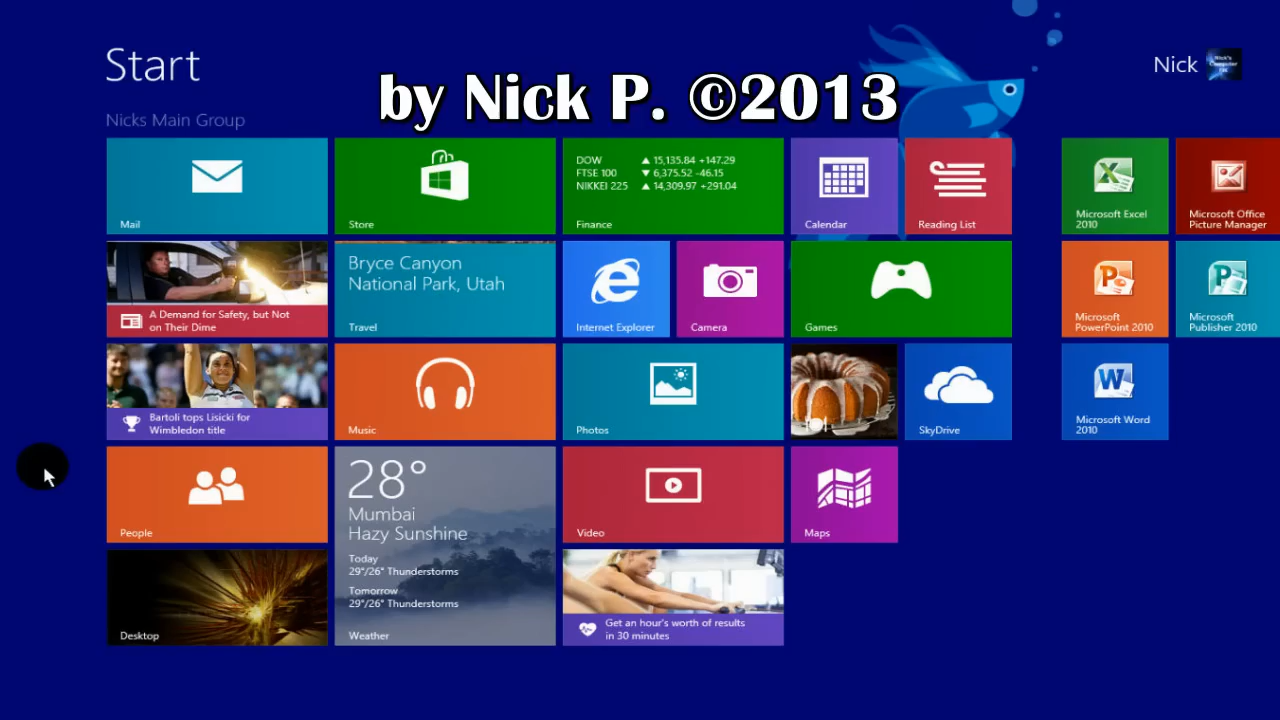 Start
by Nick P. ©2013
Nick
Nicks Main Group
Mail
Store
DOW ▲ 15,135.84 +147.29
FTSE 100 ▼ 6,375.52 -46.15
NIKKEI 225 ▲ 14,309.97 +291.04
Finance
Calendar
Reading List
Microsoft Excel
2010
Microsoft Office
Picture Manager
A Demand for Safety, but Not
on Their Dime
Bryce Canyon
National Park, Utah
Travel
Internet Explorer
Camera
Games
Microsoft
PowerPoint 2010
Microsoft
Publisher 2010
Bartoli tops Lisicki for
Wimbledon title
Music
Photos
SkyDrive
Microsoft Word
2010
People
28°
Mumbai
Hazy Sunshine
Today
29°/26° Thunderstorms
Tomorrow
29°/26° Thunderstorms
Weather
Video
Maps
Desktop
Get an hour's worth of results
in 30 minutes